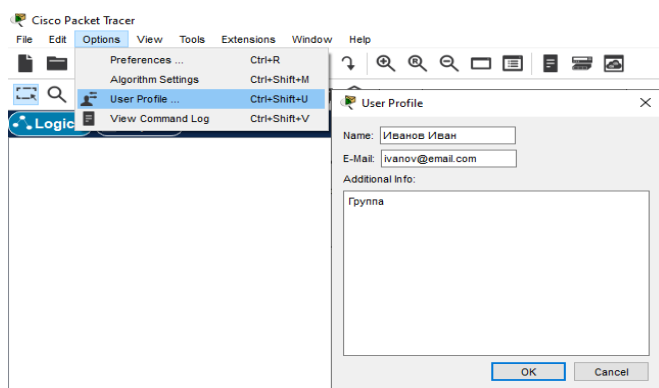 Cisco Packet Tracer
File Edit Options View Tools Extensions Window Help
Preferences ... Ctrl+R
Algorithm Settings Ctrl+Shift+M
User Profile ... Ctrl+Shift+U
View Command Log Ctrl+Shift+V
Logic
User Profile
Name: Иванов Иван
E-Mail: ivanov@email.com
Additional Info:
Группа
OK Cancel